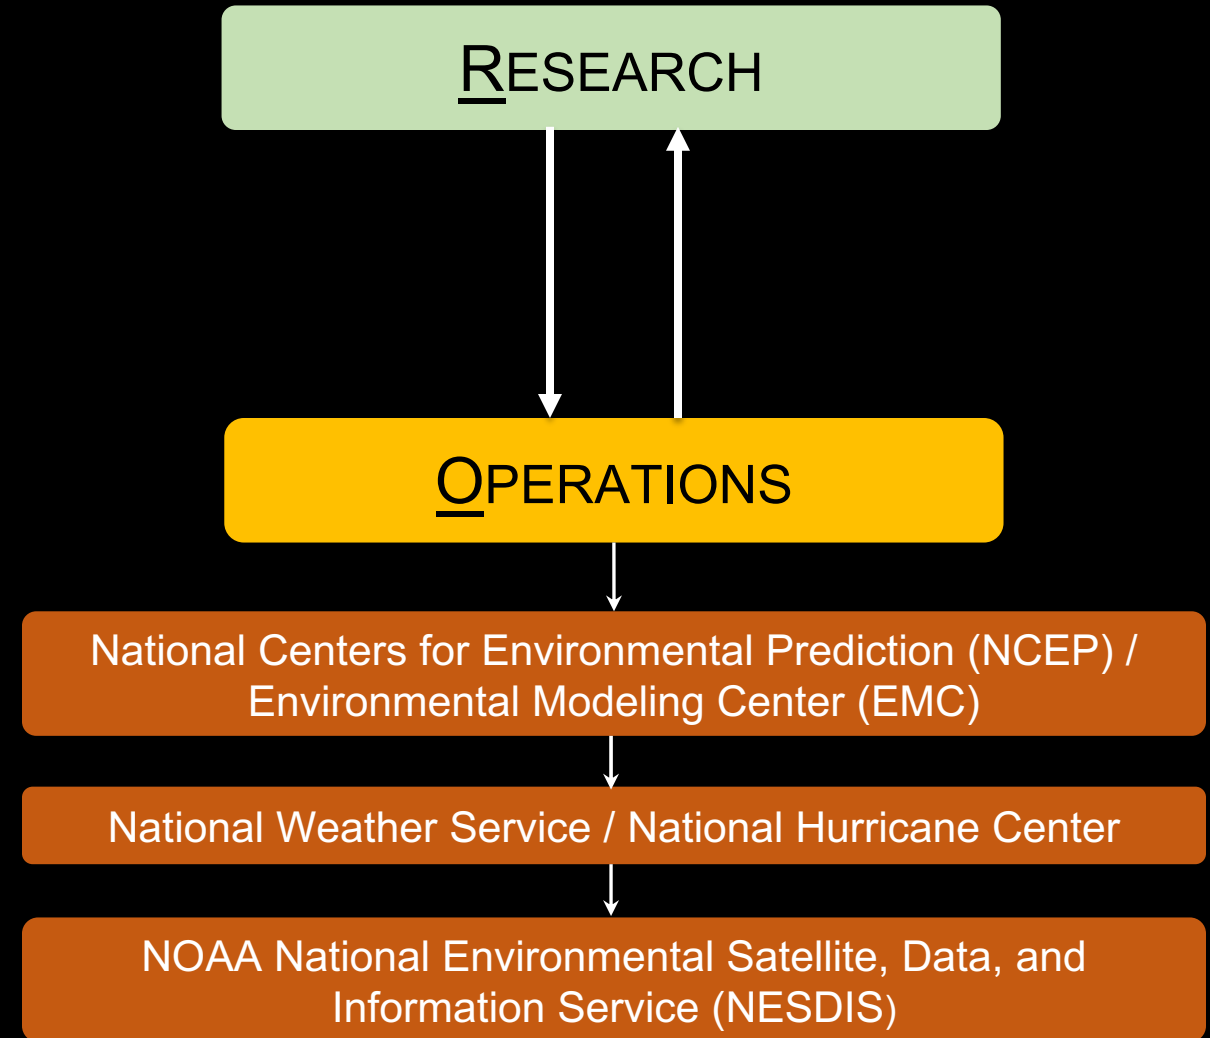 RESEARCH
OPERATIONS
National Centers for Environmental Prediction (NCEP) /
Environmental Modeling Center (EMC)
National Weather Service / National Hurricane Center
NOAA National Environmental Satellite, Data, and
Information Service (NESDIS)